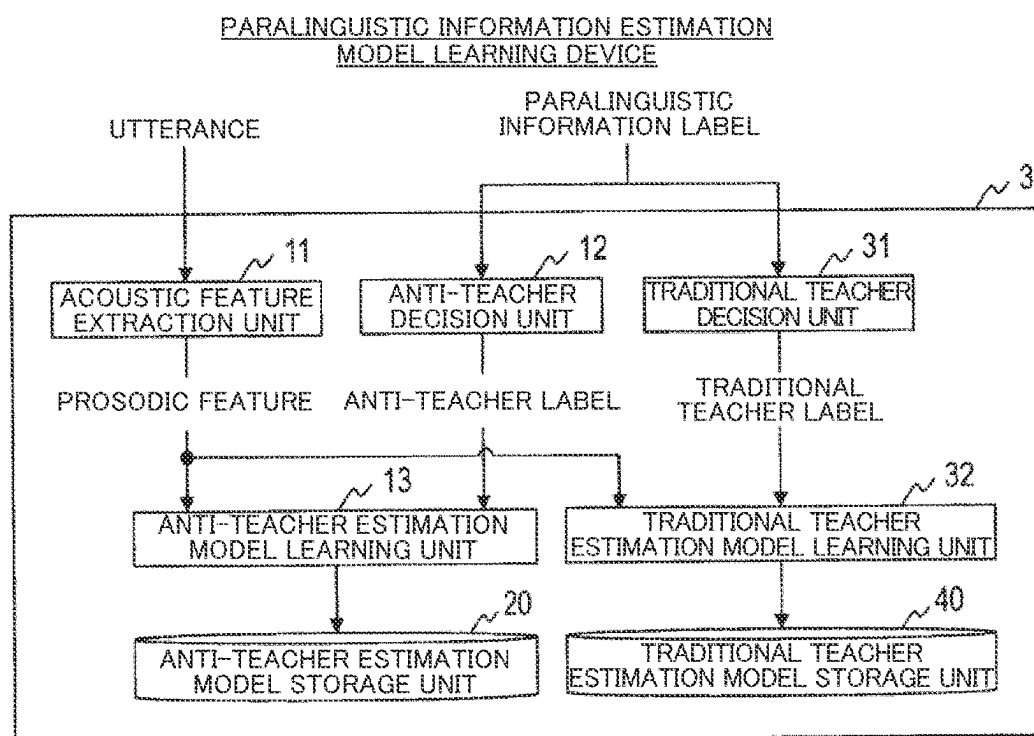 PARALINGUISTIC INFORMATION ESTIMATION
MODEL LEARNING DEVICE
UTTERANCE
PARALINGUISTIC
INFORMATION LABEL
3
11
ACOUSTIC FEATURE
EXTRACTION UNIT
12
ANTI-TEACHER
DECISION UNIT
31
TRADITIONAL TEACHER
DECISION UNIT
PROSODIC FEATURE
ANTI-TEACHER LABEL
TRADITIONAL
TEACHER LABEL
13
ANTI-TEACHER ESTIMATION
MODEL LEARNING UNIT
32
TRADITIONAL TEACHER
ESTIMATION MODEL LEARNING UNIT
20
ANTI-TEACHER ESTIMATION
MODEL STORAGE UNIT
40
TRADITIONAL TEACHER
ESTIMATION MODEL STORAGE UNIT